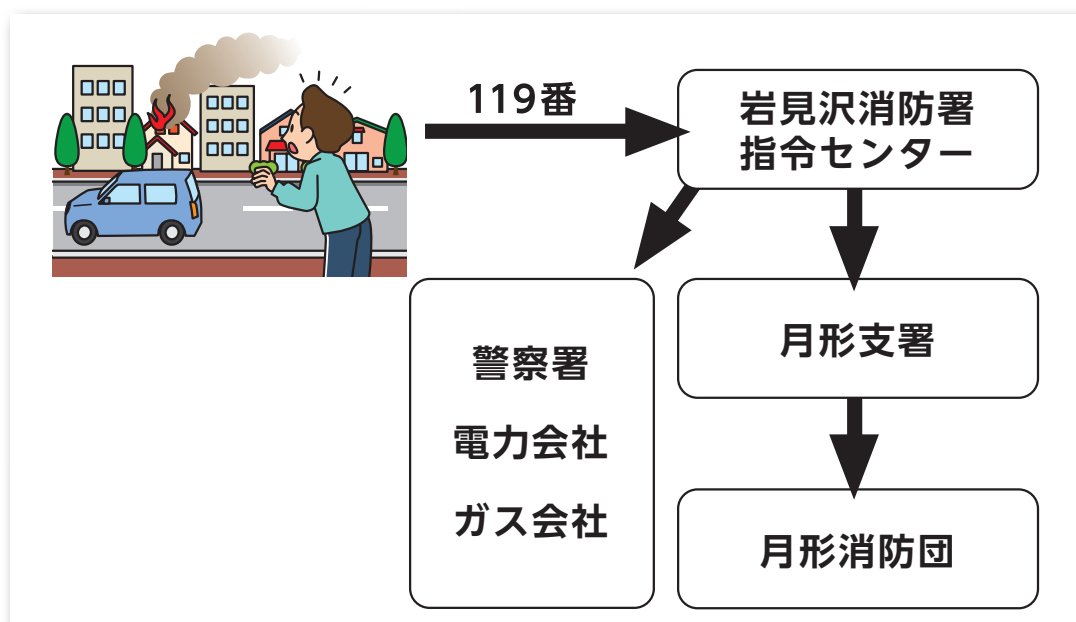 119番
岩見沢消防署
指令センター
警察署
電力会社
ガス会社
月形支署
月形消防団